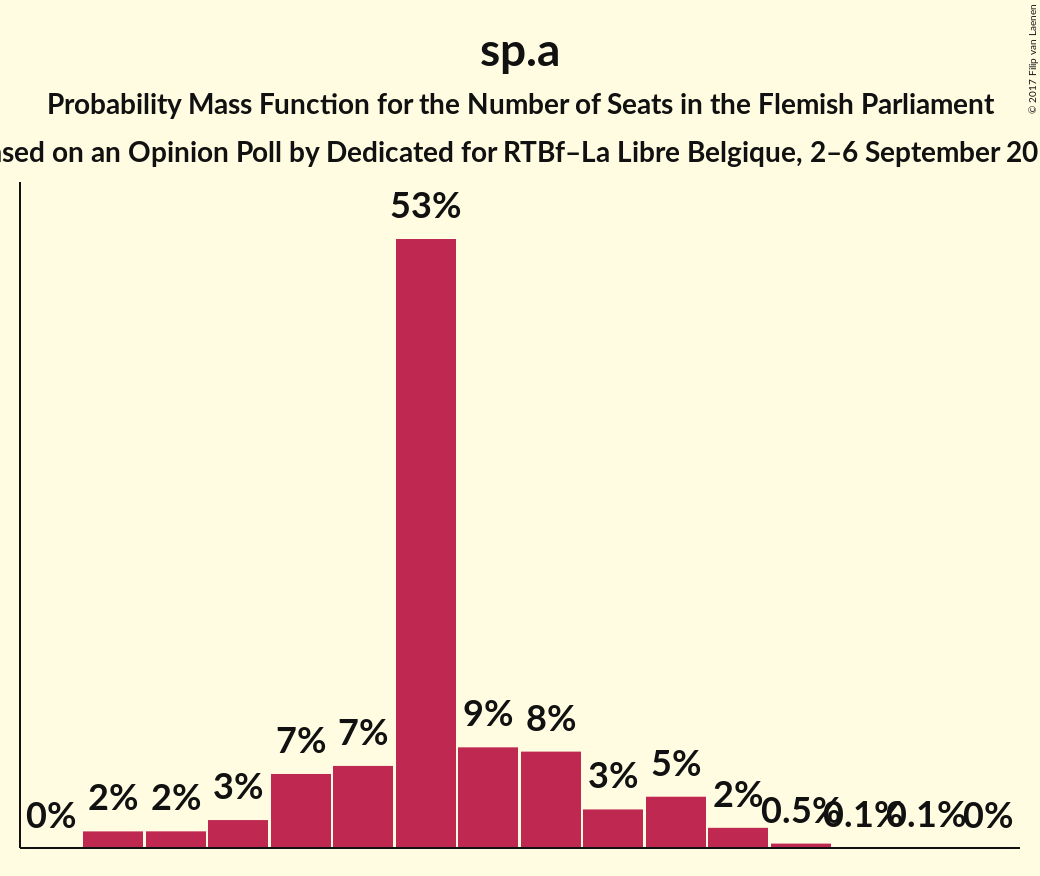 sp.a
Probability Mass Function for the Number of Seats in the Flemish Parliament
sed on an Opinion Poll by Dedicated for RTBf–La Libre Belgique, 2–6 September 20
© 2017 Filip van Laenen
0% 2% 2% 3% 7% 7% 53% 9% 8% 3% 5% 2% 0.5% 0.1% 0.1% 0%